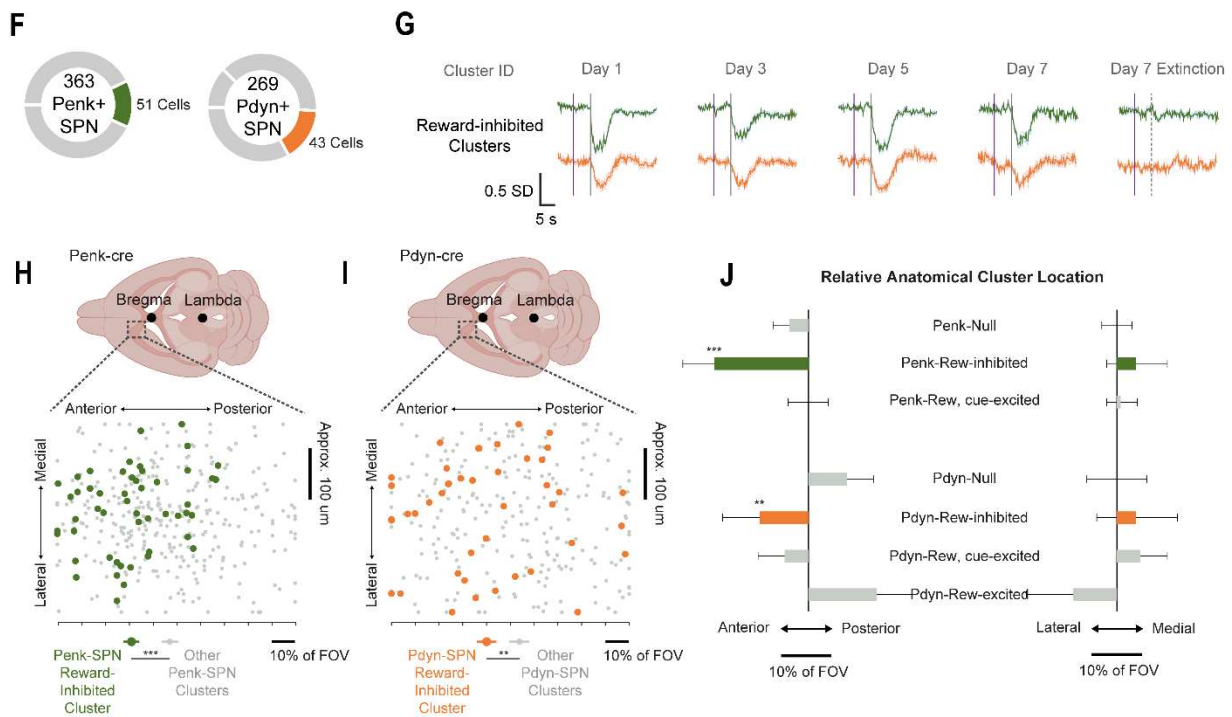 F
363
Penk+
SPN
51 Cells
269
Pdyn+
SPN
43 Cells
G
Cluster ID
Day 1
Day 3
Day 5
Day 7
Day 7 Extinction
Reward-inhibited
Clusters
0.5 SD
5 s
H
Penk-cre
Bregma
Lambda
Anterior
Posterior
Medial
Lateral
Approx. 100 um
Penk-SPN
Reward-
Inhibited
Cluster
***
Other
Penk-SPN
Clusters
10% of FOV
I
Pdyn-cre
Bregma
Lambda
Anterior
Posterior
Medial
Lateral
Approx. 100 um
Pdyn-SPN
Reward-
Inhibited
Cluster
**
Other
Pdyn-SPN
Clusters
10% of FOV
J
Relative Anatomical Cluster Location
Penk-Null
***
Penk-Rew-inhibited
Penk-Rew, cue-excited
Pdyn-Null
**
Pdyn-Rew-inhibited
Pdyn-Rew, cue-excited
Pdyn-Rew-excited
Anterior
Posterior
Lateral
Medial
10% of FOV
10% of FOV